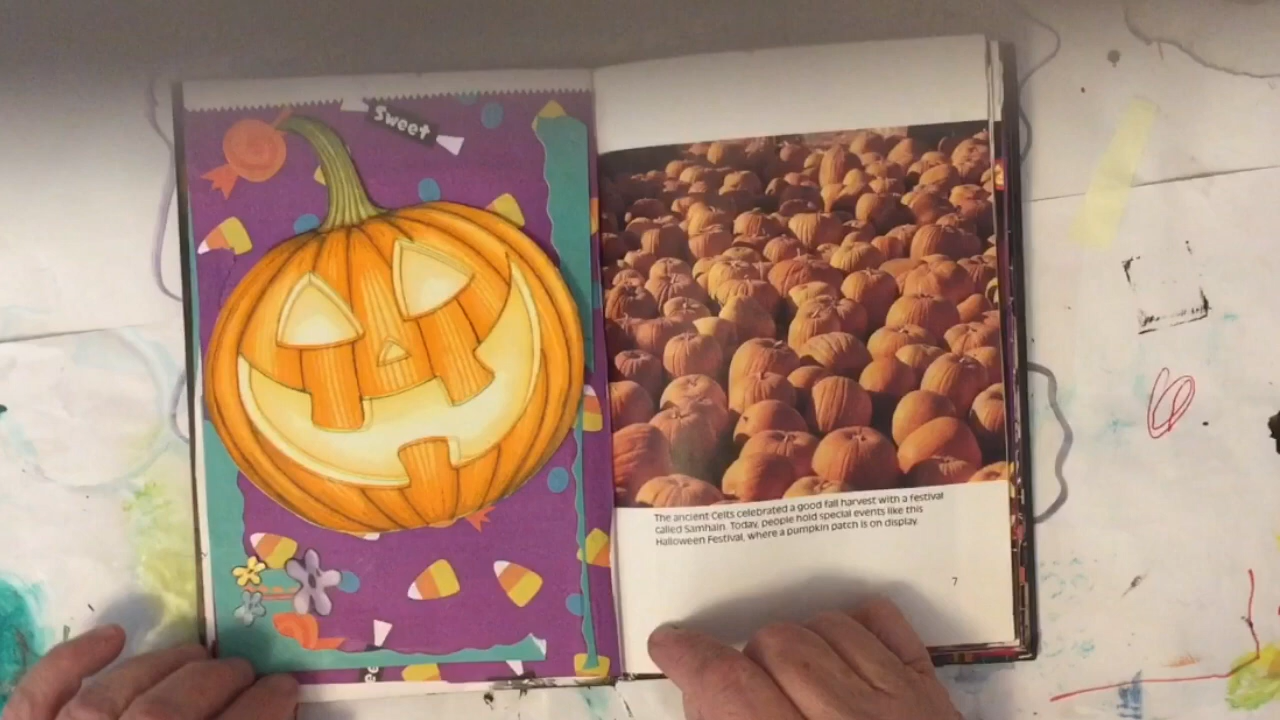 Sweet
The ancient Celts celebrated a good fall harvest with a festival
called Samhain. Today, people hold special events like this
Halloween Festival, where a pumpkin patch is on display.
7
ee